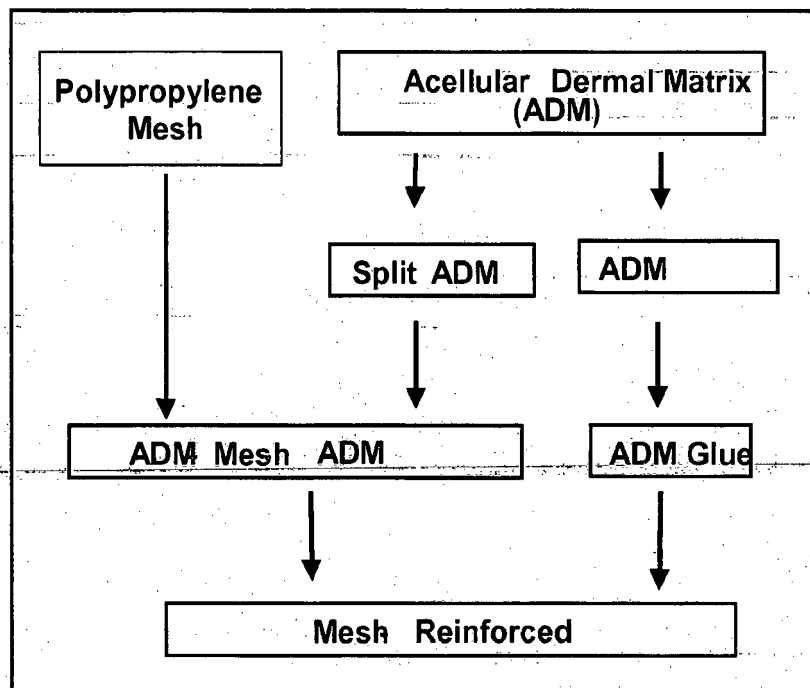 Polypropylene
Mesh
Acellular Dermal Matrix
(ADM)
Split ADM
ADM
ADM Mesh ADM
ADM Glue
Mesh Reinforced